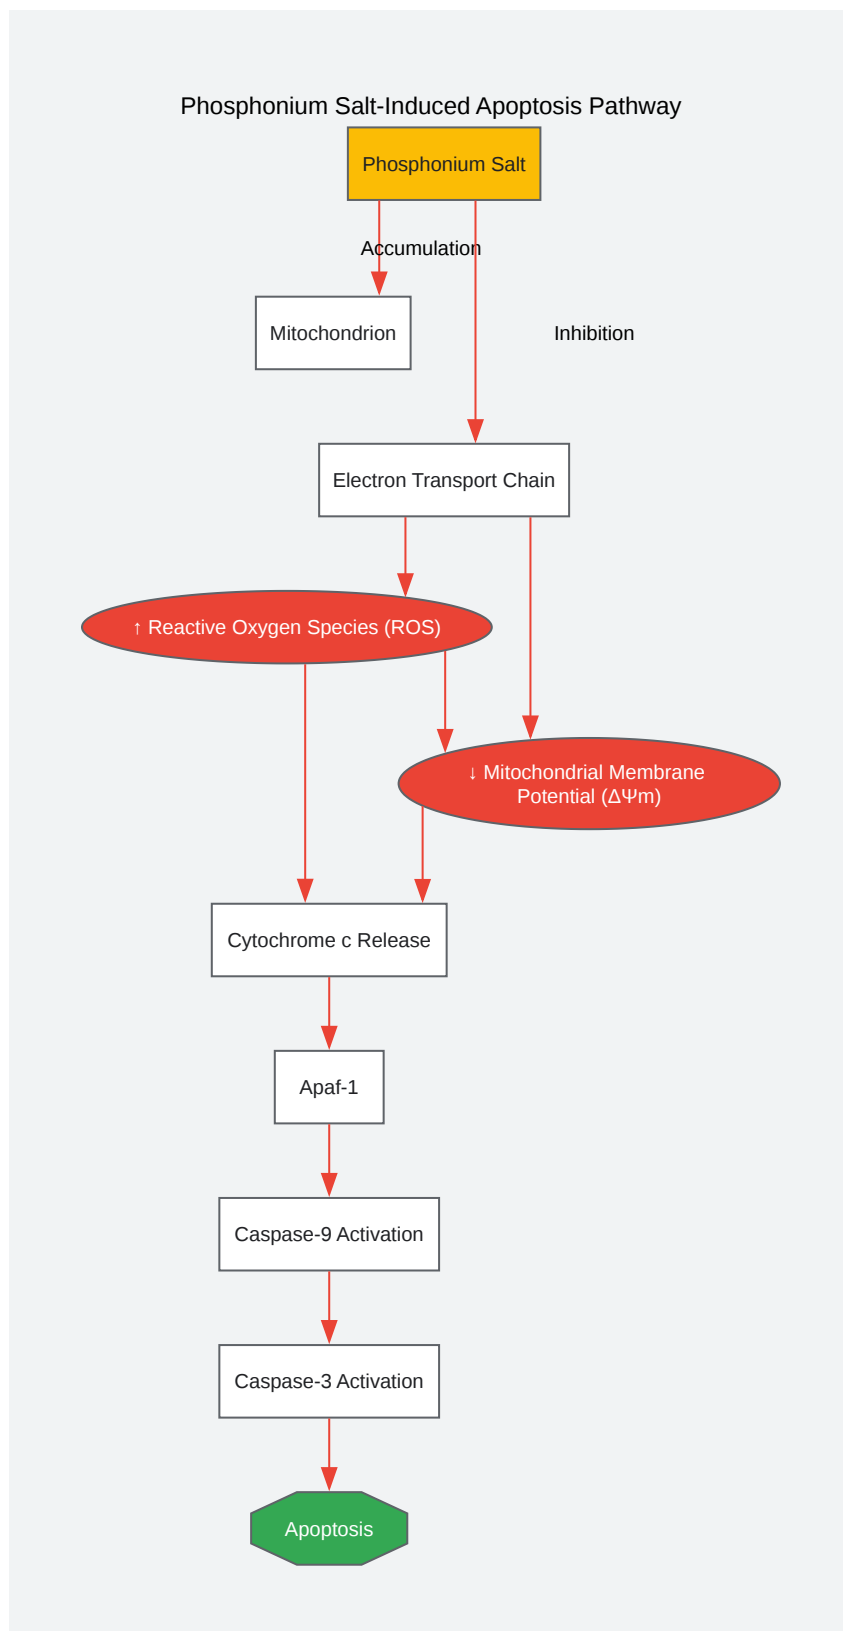 Phosphonium Salt-Induced Apoptosis Pathway
Phosphonium Salt
Accumulation
Mitochondrion
Inhibition
Electron Transport Chain
↑ Reactive Oxygen Species (ROS)
↓ Mitochondrial Membrane
Potential (ΔΨm)
Cytochrome c Release
Apaf-1
Caspase-9 Activation
Caspase-3 Activation
Apoptosis